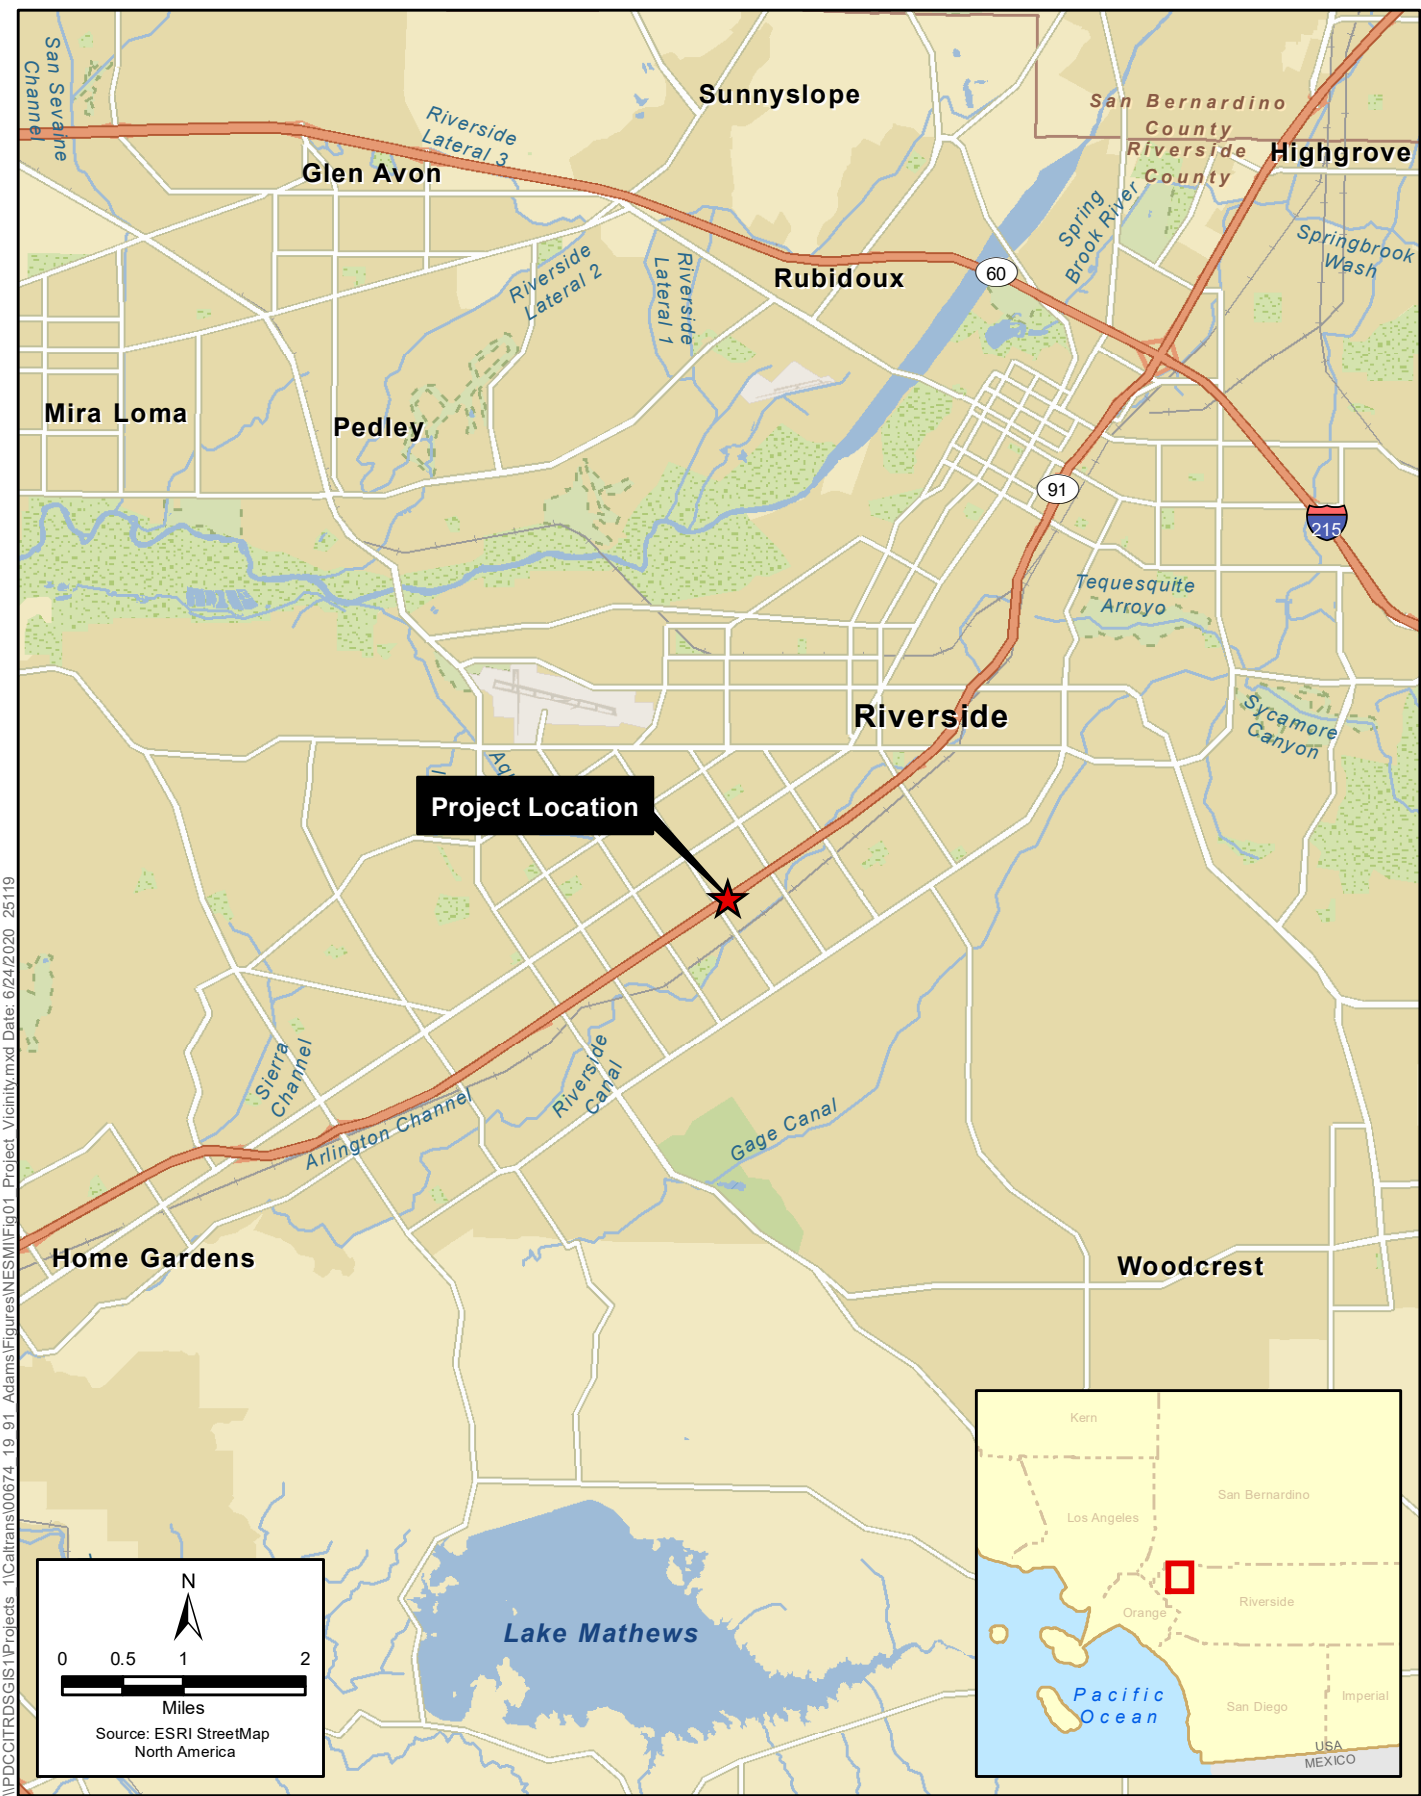 San Sevaine
Channel
Riverside
Lateral 3
Sunnyslope
San Bernardino
County
Riverside
County
Highgrove
Glen Avon
Spring
Brook River
Springbrook
Wash
Riverside
Lateral 2
Riverside
Lateral 1
Rubidoux
60
Mira Loma
Pedley
91
215
Tequesquite
Arroyo
Riverside
Sycamore
Canyon
Project Location
Sierra
Channel
Riverside
Canal
Arlington Channel
Gage Canal
Home Gardens
Woodcrest
Lake Mathews
N
0 0.5 1 2
Miles
Source: ESRI StreetMap
North America
Kern
San Bernardino
Los Angeles
Orange
Riverside
Pacific
Ocean
San Diego
Imperial
USA
MEXICO
\\PDCCITRDSGIS1\Projects_1\Caltrans\00674_19_91_Adams\Figures\NESMI\Fig01_Project_Vicinity.mxd Date: 6/24/2020 25119